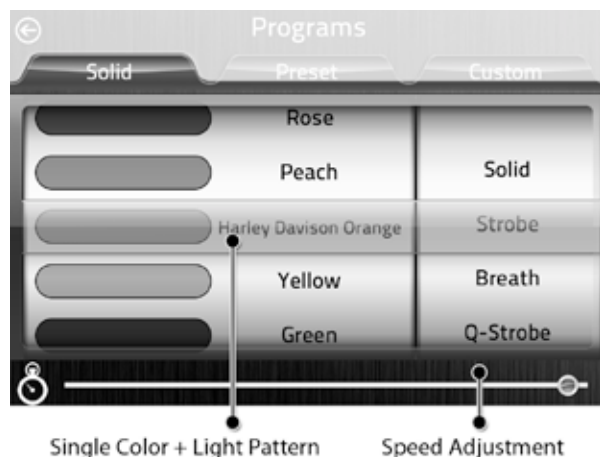 Programs
Solid Preset Custom
Rose
Peach Solid
Harley Davison Orange Strobe
Yellow Breath
Green Q-Strobe
Single Color + Light Pattern Speed Adjustment